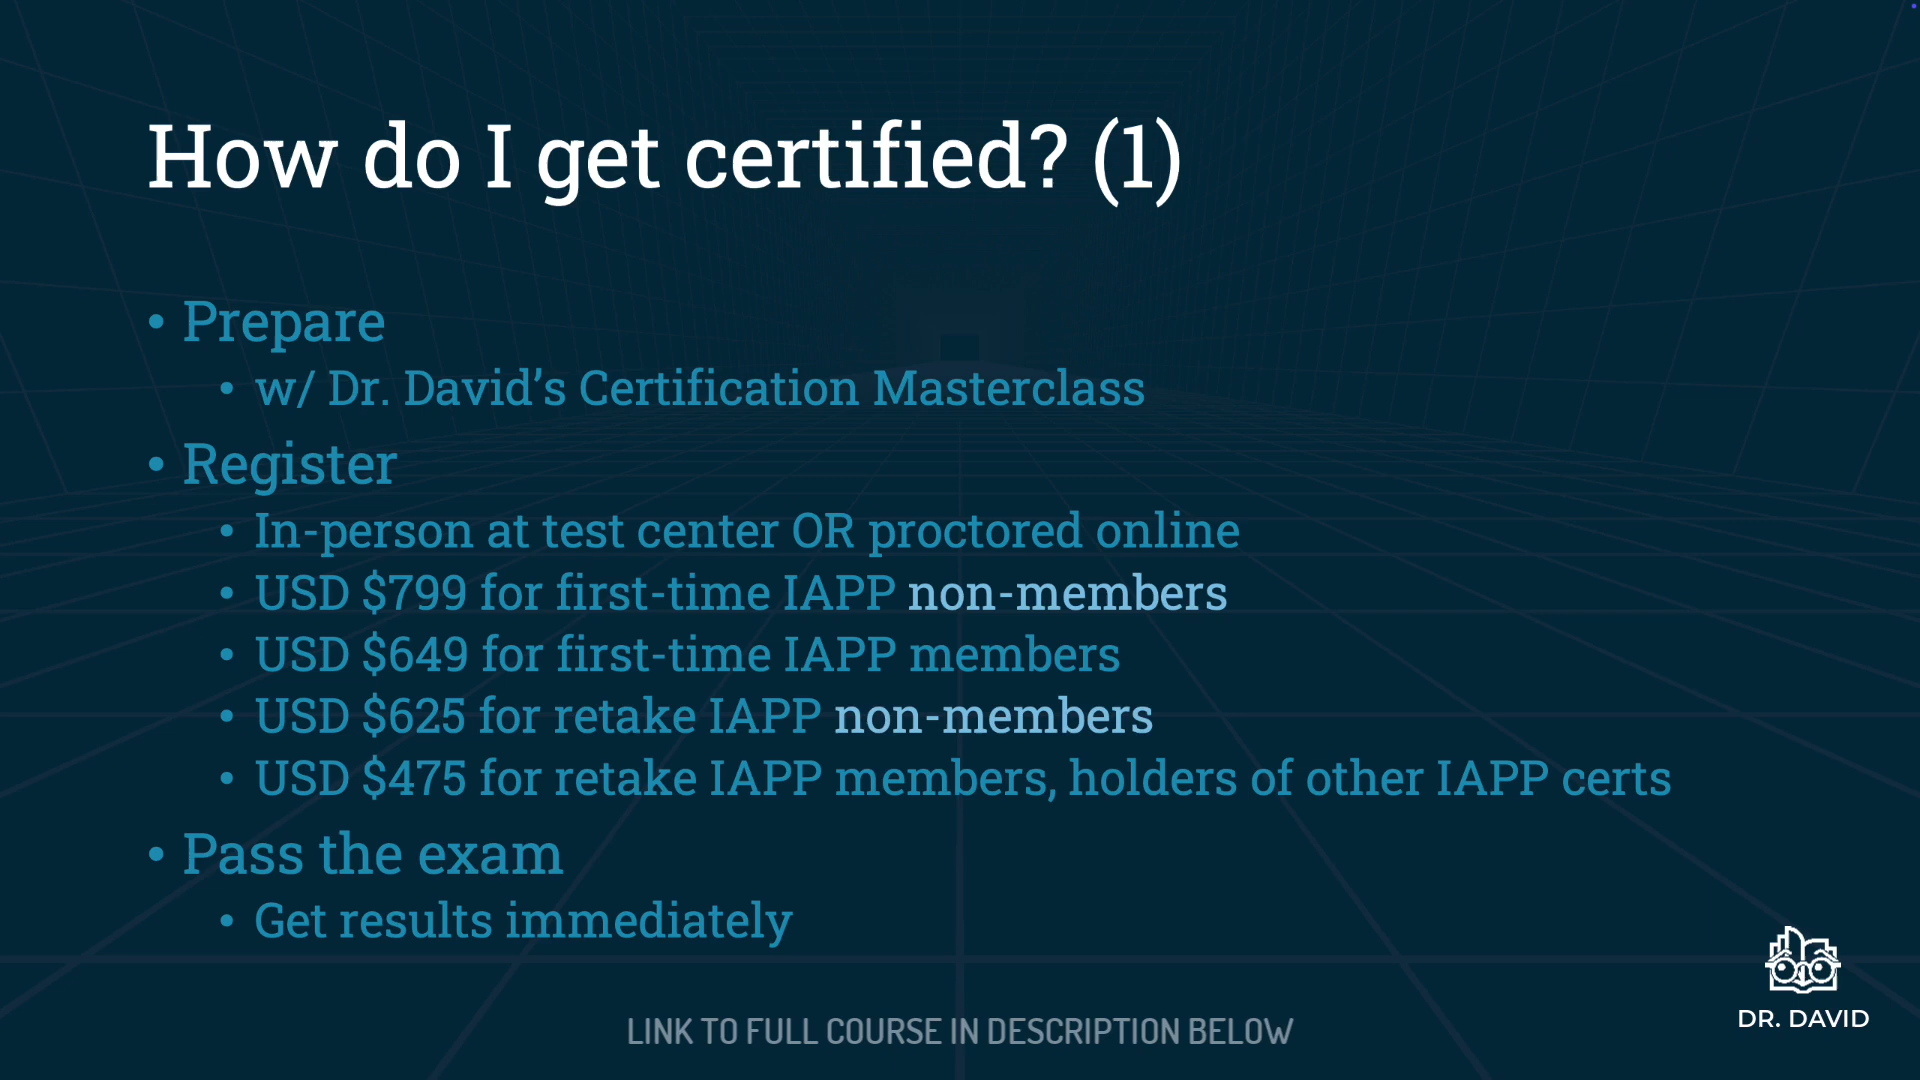 How do I get certified? (1)
• Prepare
• w/ Dr. David’s Certification Masterclass
• Register
• In-person at test center OR proctored online
• USD $799 for first-time IAPP non-members
• USD $649 for first-time IAPP members
• USD $625 for retake IAPP non-members
• USD $475 for retake IAPP members, holders of other IAPP certs
• Pass the exam
• Get results immediately
DR. DAVID
LINK TO FULL COURSE IN DESCRIPTION BELOW